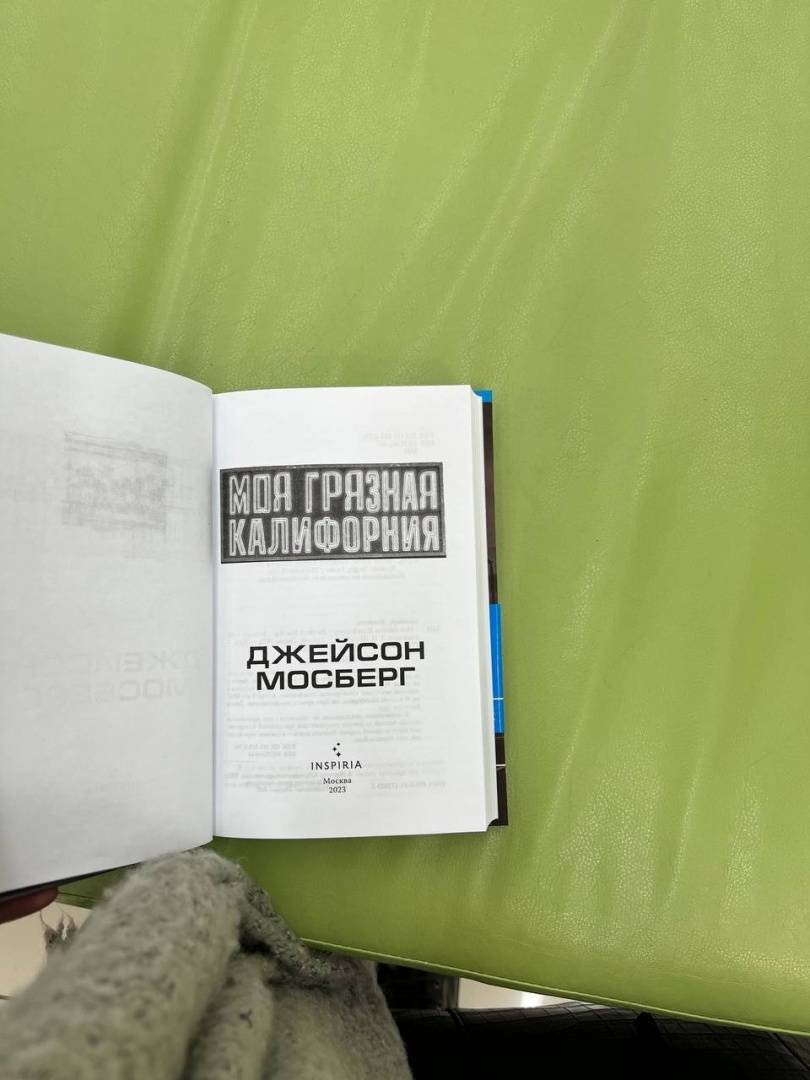 МОЯ ГРЯЗНАЯ
КАЛИФОРНИЯ
ДЖЕЙСОН
МОСБЕРГ
INSPIRIA
Москва
2023